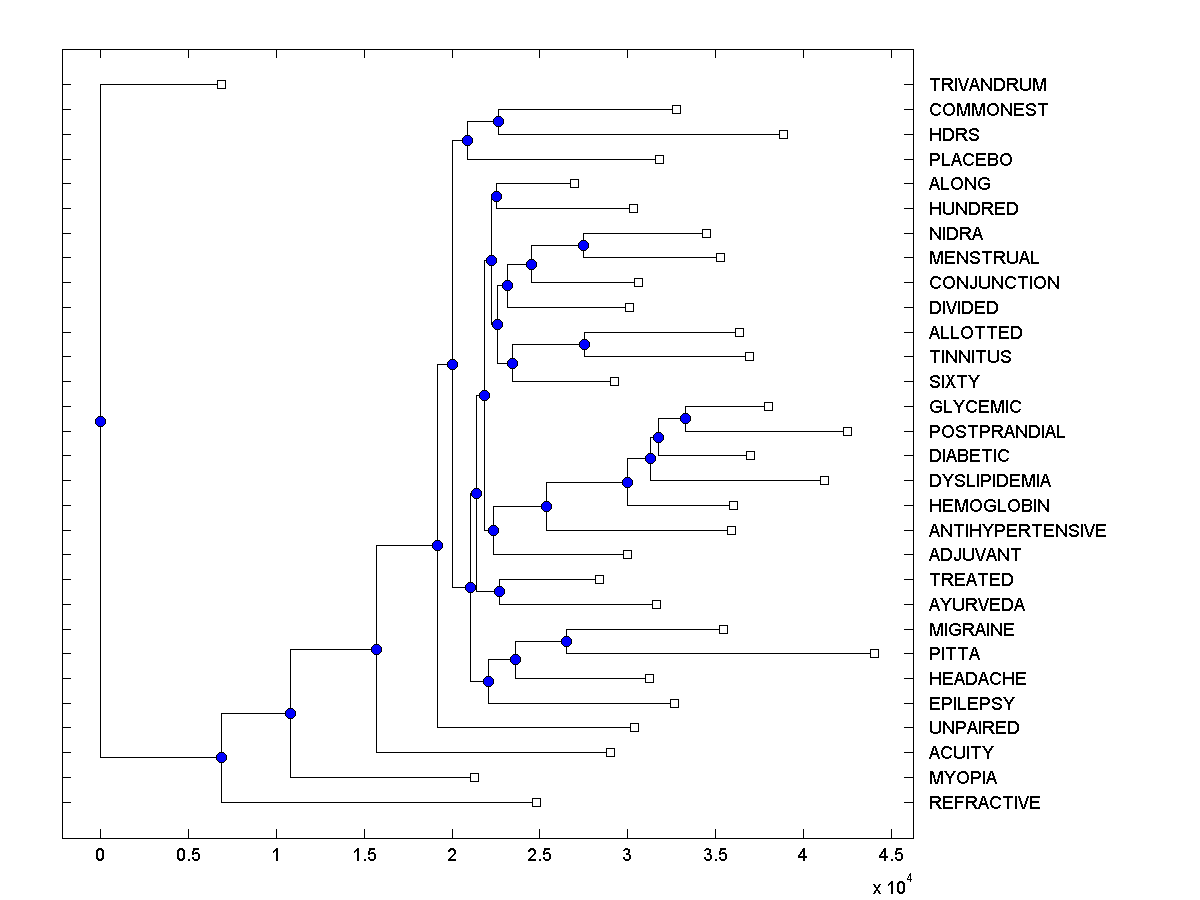 TRIVANDRUM
COMMONEST
HDRS
PLACEBO
ALONG
HUNDRED
NIDRA
MENSTRUAL
CONJUNCTION
DIVIDED
ALLOTTED
TINNITUS
SIXTY
GLYCEMIC
POSTPRANDIAL
DIABETIC
DYSLIPIDEMIA
HEMOGLOBIN
ANTIHYPERTENSIVE
ADJUVANT
TREATED
AYURVEDA
MIGRAINE
PITTA
HEADACHE
EPILEPSY
UNPAIRED
ACUITY
MYOPIA
REFRACTIVE
0 0.5 1 1.5 2 2.5 3 3.5 4 4.5
x 10^4